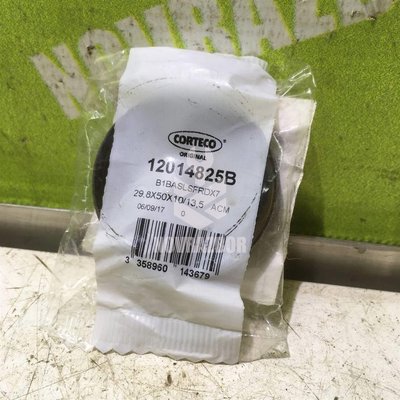 CORTECO
ORIGINAL
12014825B
B1BASLSFRDX7
29,8X50X10/13,5 ACM
06/09/17 0
3 358960 143679